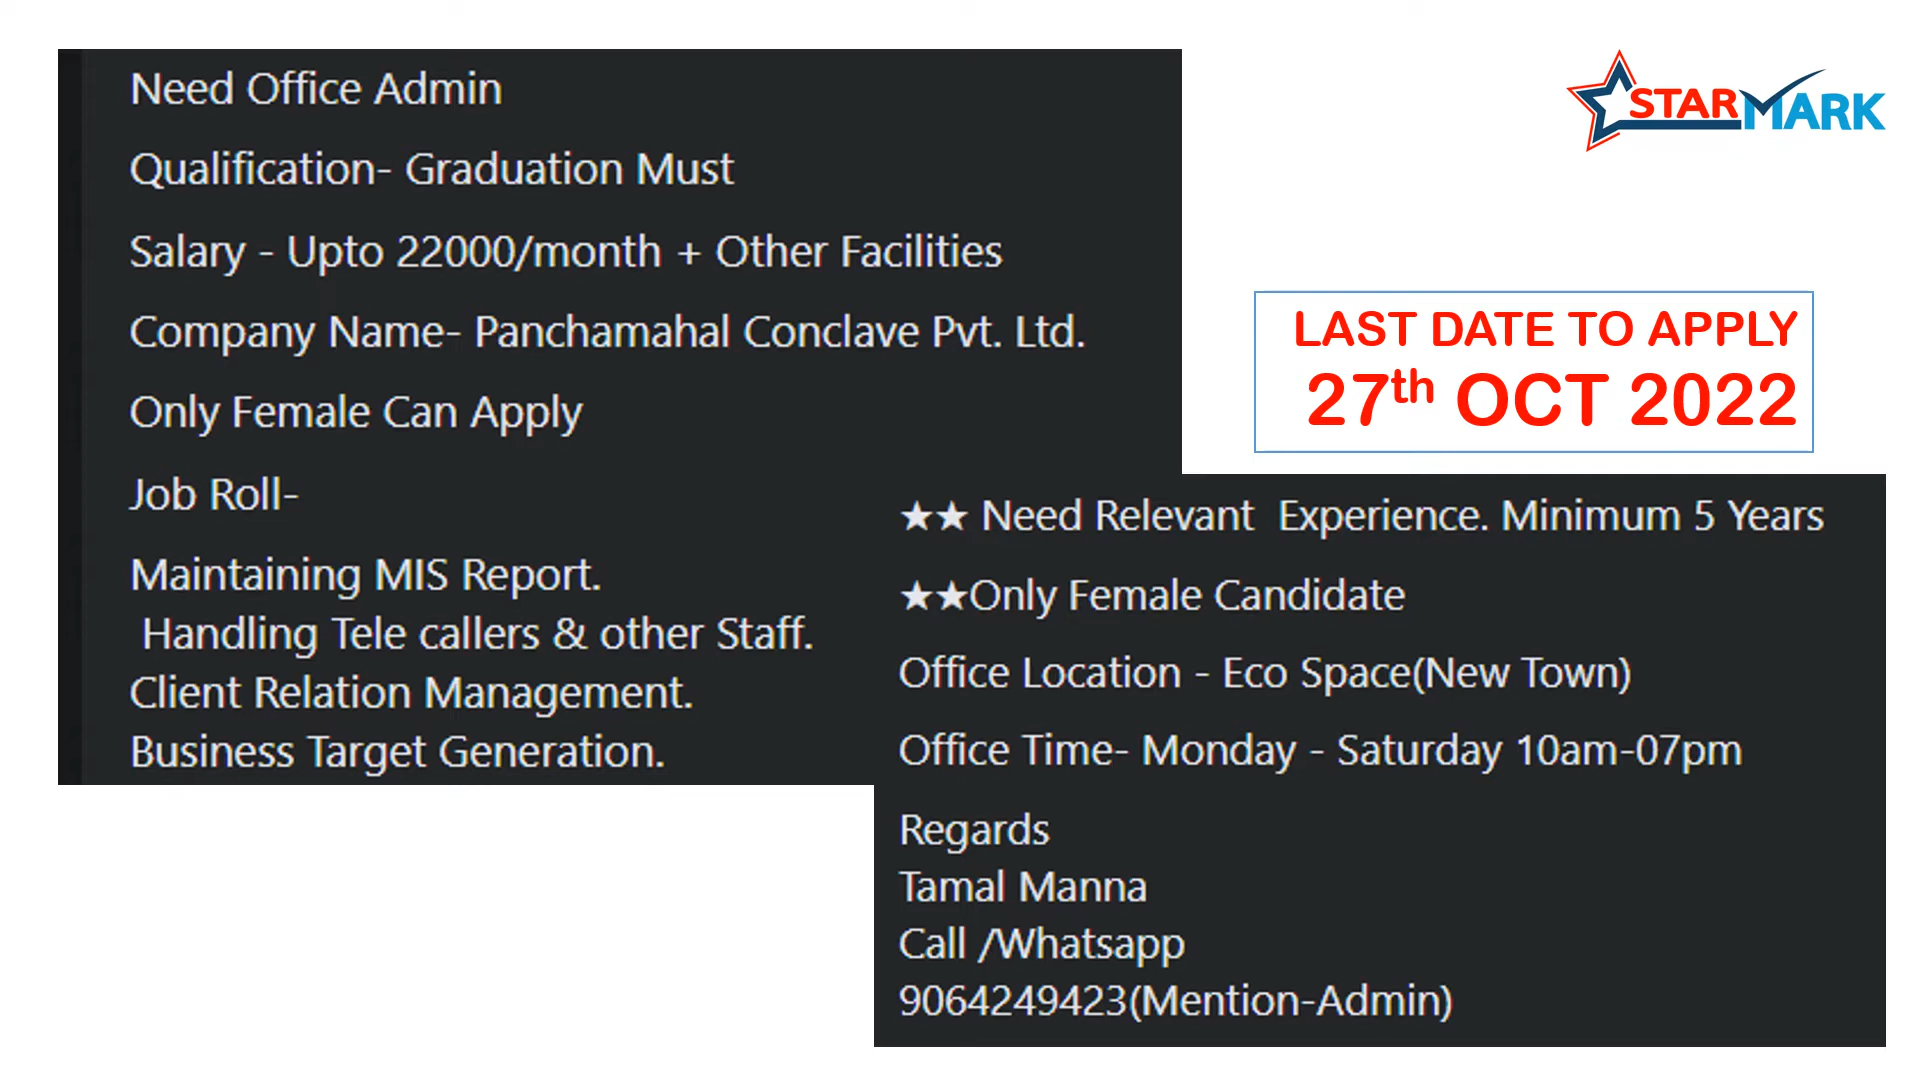 Need Office Admin
Qualification- Graduation Must
Salary - Upto 22000/month + Other Facilities
Company Name- Panchamahal Conclave Pvt. Ltd.
Only Female Can Apply
Job Roll-
Maintaining MIS Report.
Handling Tele callers & other Staff.
Client Relation Management.
Business Target Generation.
STARMARK
LAST DATE TO APPLY
27th OCT 2022
★★ Need Relevant Experience. Minimum 5 Years
★★Only Female Candidate
Office Location - Eco Space(New Town)
Office Time- Monday - Saturday 10am-07pm
Regards
Tamal Manna
Call /Whatsapp
9064249423(Mention-Admin)